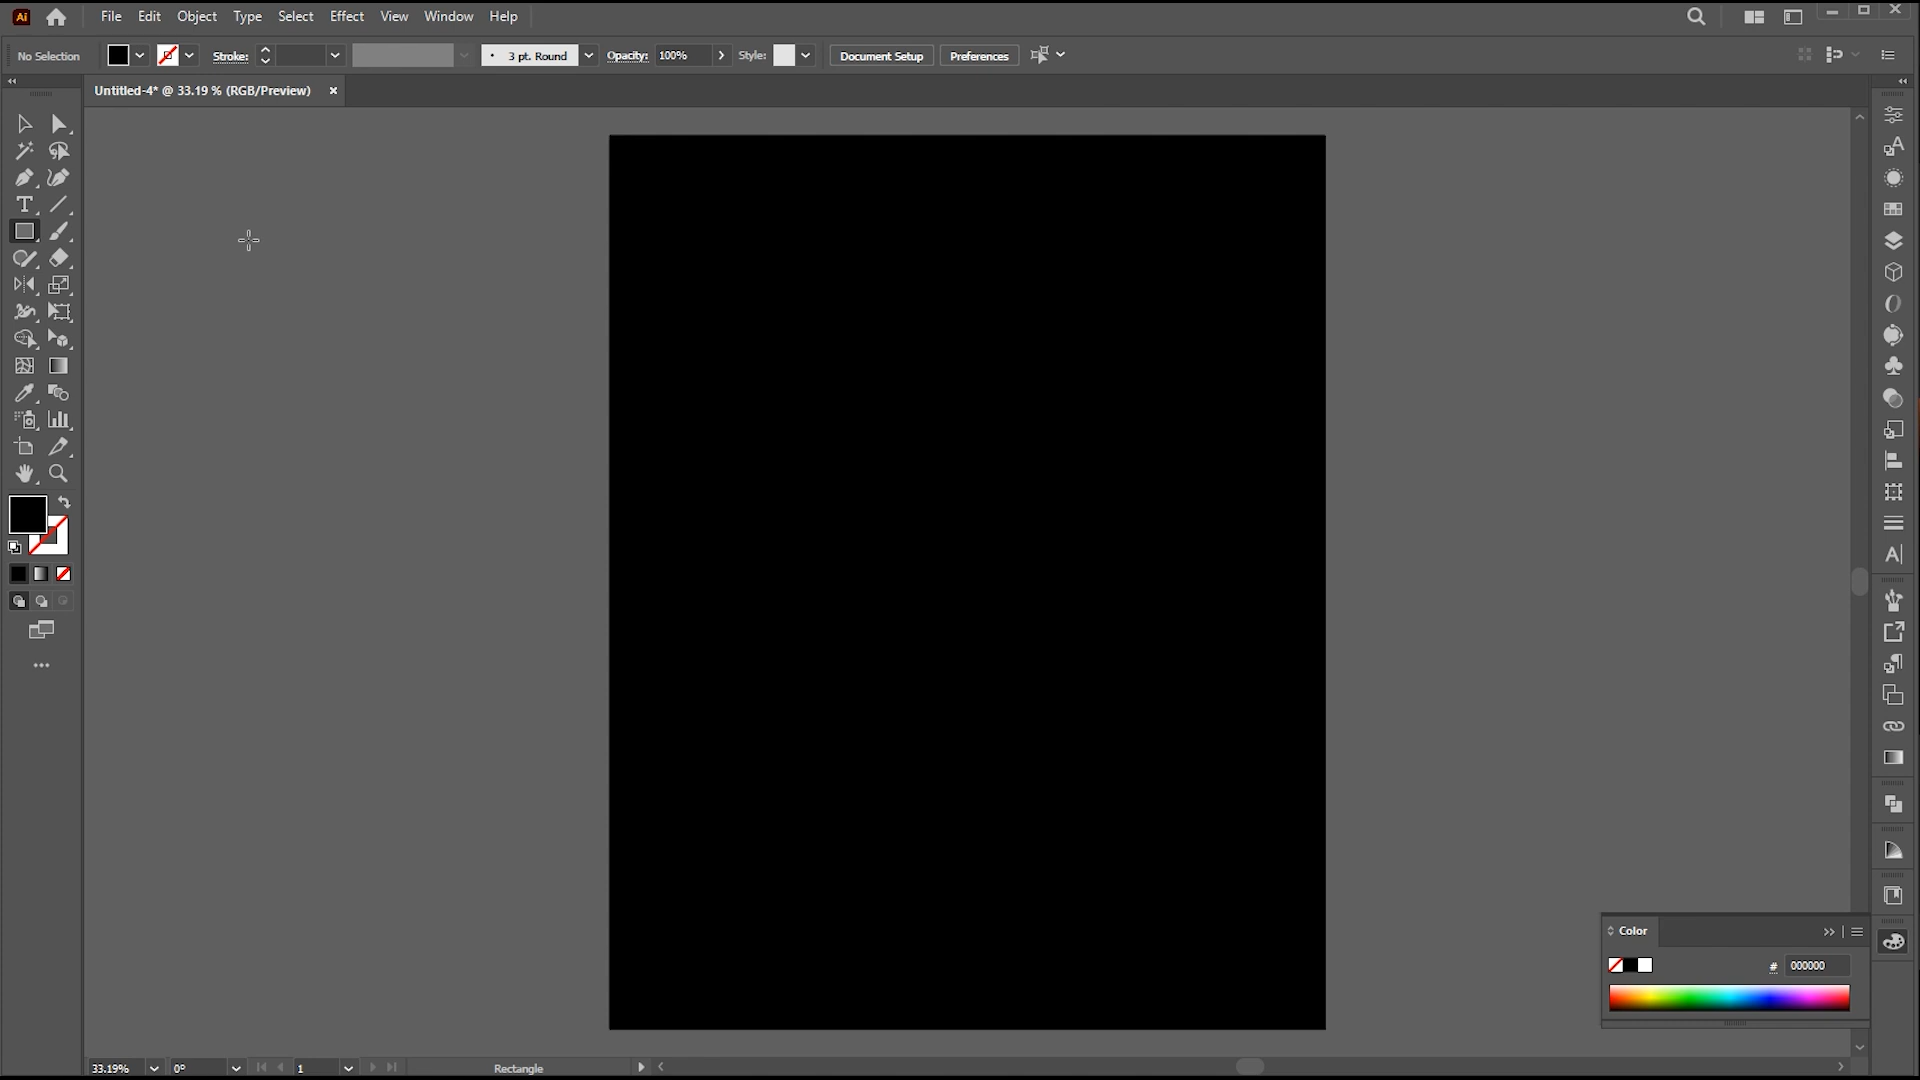 Ai File Edit Object Type Select Effect View Window Help
No Selection Stroke: 3 pt. Round Opacity: 100% Style: Document Setup Preferences
Untitled-4* @ 33.19 % (RGB/Preview) ×
Color
# 000000
33.19% 0° 1 Rectangle